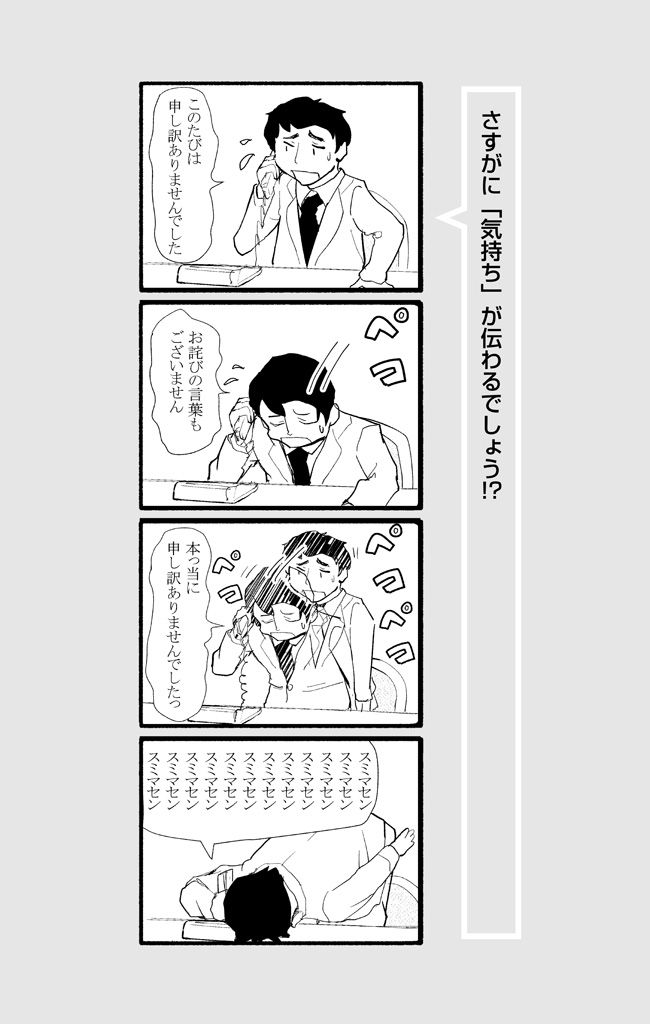 さすがに「気持ち」が伝わるでしょう!?
このたびは
申し訳ありませんでした
ペコ
お詫びの言葉も
ございません
ペコ
ペコ
ペコ
本っ当に
申し訳ありませんでしたっ
スミマセン
スミマセン
スミマセン
スミマセン
スミマセン
スミマセン
スミマセン
スミマセン
スミマセン
スミマセン
スミマセン
スミマセン